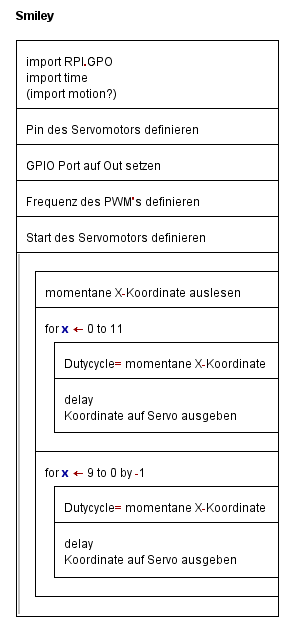 Smiley
import RPI.GPO
import time
(import motion?)
Pin des Servomotors definieren
GPIO Port auf Out setzen
Frequenz des PWM's definieren
Start des Servomotors definieren
momentane X-Koordinate auslesen
for x ← 0 to 11
Dutycycle= momentane X-Koordinate
delay
Koordinate auf Servo ausgeben
for x ← 9 to 0 by -1
Dutycycle= momentane X-Koordinate
delay
Koordinate auf Servo ausgeben